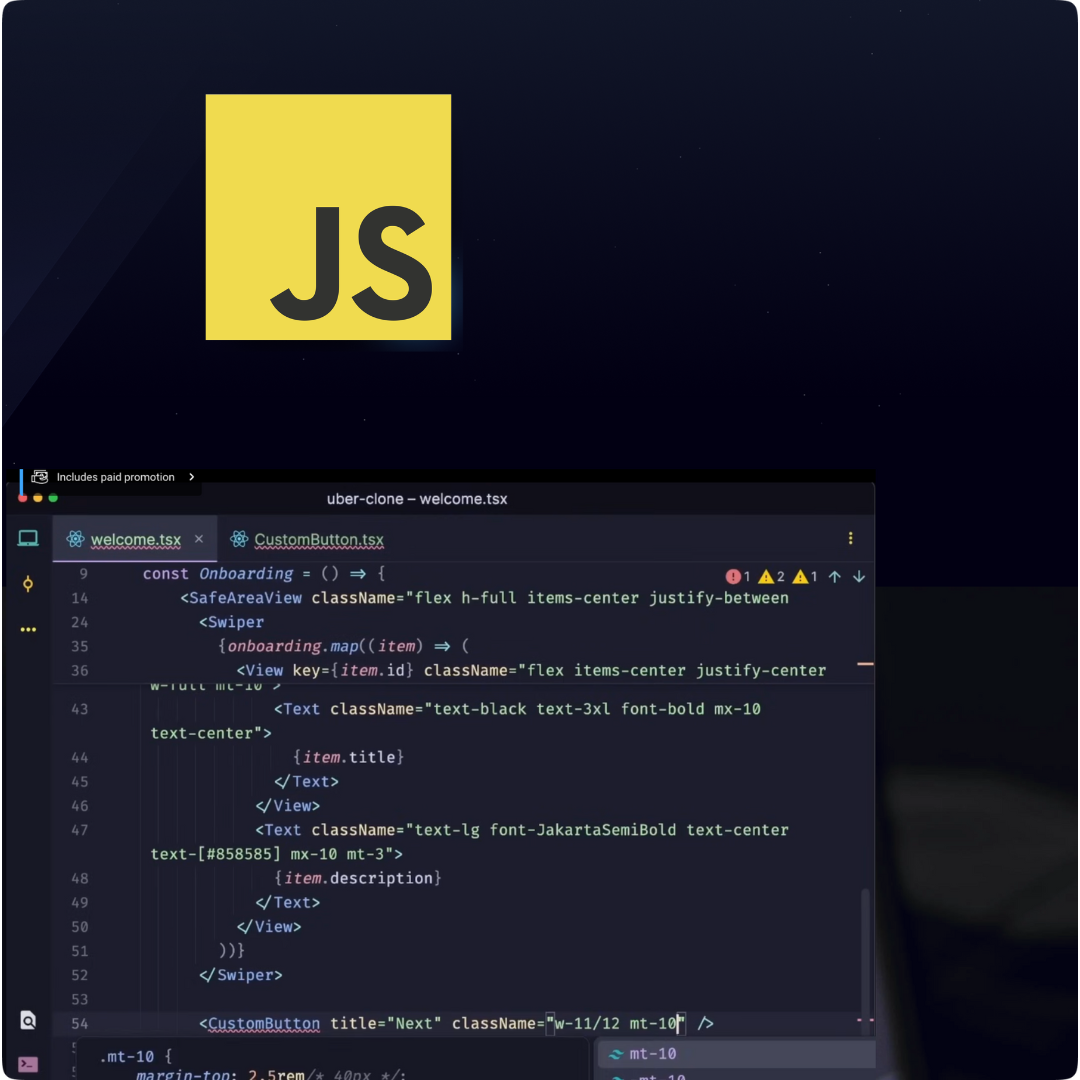 JS
Includes paid promotion
uber-clone – welcome.tsx
welcome.tsx × CustomButton.tsx
9 const Onboarding = () => {
1 2 1
14 <SafeAreaView className="flex h-full items-center justify-between
24 <Swiper
35 {onboarding.map((item) => (
36 <View key={item.id} className="flex items-center justify-center
w-full mt-10">
43 <Text className="text-black text-3xl font-bold mx-10
text-center">
44 {item.title}
45 </Text>
46 </View>
47 <Text className="text-lg font-JakartaSemiBold text-center
text-[#858585] mx-10 mt-3">
48 {item.description}
49 </Text>
50 </View>
51 ))}
52 </Swiper>
53
54 <CustomButton title="Next" className="w-11/12 mt-10" />
.mt-10 {
margin-top: 2.5rem/* 40px */;
mt-10
-mt-10